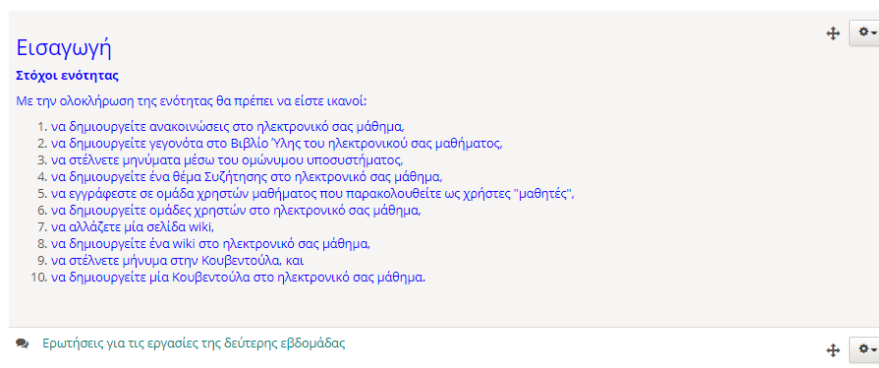 Εισαγωγή
Στόχοι ενότητας
Με την ολοκλήρωση της ενότητας θα πρέπει να είστε ικανοί:
1. να δημιουργείτε ανακοινώσεις στο ηλεκτρονικό σας μάθημα,
2. να δημιουργείτε γεγονότα στο Βιβλίο Ύλης του ηλεκτρονικού σας μαθήματος,
3. να στέλνετε μηνύματα μέσω του ομώνυμου υποσυστήματος,
4. να δημιουργείτε ένα θέμα Συζήτησης στο ηλεκτρονικό σας μάθημα,
5. να εγγράφεστε σε ομάδα χρηστών μαθήματος που παρακολουθείτε ως χρήστες "μαθητές",
6. να δημιουργείτε ομάδες χρηστών στο ηλεκτρονικό σας μάθημα,
7. να αλλάζετε μία σελίδα wiki,
8. να δημιουργείτε ένα wiki στο ηλεκτρονικό σας μάθημα,
9. να στέλνετε μήνυμα στην Κουβεντούλα, και
10. να δημιουργείτε μία Κουβεντούλα στο ηλεκτρονικό σας μάθημα.
Ερωτήσεις για τις εργασίες της δεύτερης εβδομάδας